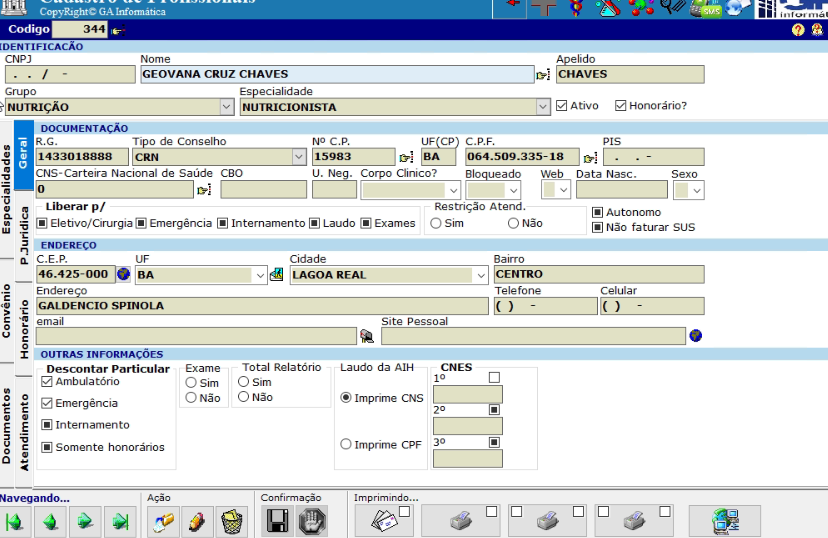 Cadastro de Profissionais
CopyRight© GA Informática
Codigo 344
SMS
informát
IDENTIFICACÃO
CNPJ Nome Apelido
. . / - GEOVANA CRUZ CHAVES CHAVES
Grupo Especialidade
NUTRIÇÃO NUTRICIONISTA Ativo Honorário?
DOCUMENTAÇÃO
R.G. Tipo de Conselho Nº C.P. UF(CP) C.P.F. PIS
1433018888 CRN 15983 BA 064.509.335-18 . . -
CNS-Carteira Nacional de Saúde CBO U. Neg. Corpo Clinico? Bloqueado Web Data Nasc. Sexo
0
Liberar p/ Restrição Atend.
Eletivo/Cirurgia Emergência Internamento Laudo Exames Sim Não
Autonomo
Não faturar SUS
ENDEREÇO
C.E.P. UF Cidade Bairro
46.425-000 BA LAGOA REAL CENTRO
Endereço Telefone Celular
GALDENCIO SPINOLA ( ) - ( ) -
email Site Pessoal
OUTRAS INFORMAÇÕES
Descontar Particular Exame Total Relatório Laudo da AIH CNES
Ambulatório Sim Sim 1º
Emergência Não Não Imprime CNS 2º
Internamento
Somente honorários Imprime CPF 3º
Geral
P.Juridica
Honorário
Atendimento
Especialidades
Convênio
Documentos
Navegando... Ação Confirmação Imprimindo...